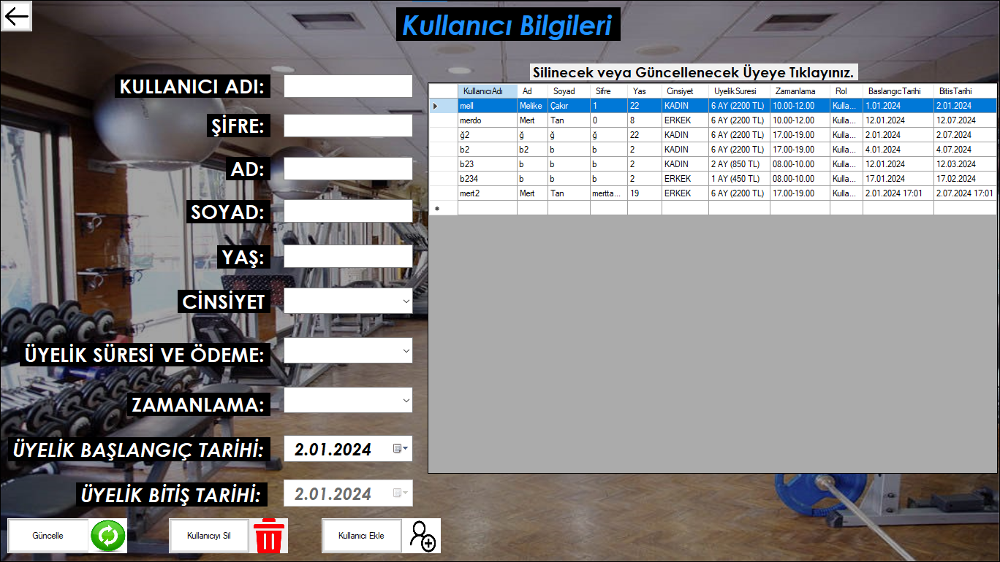 Kullanıcı Bilgileri
KULLANICI ADI:
ŞİFRE:
AD:
SOYAD:
YAŞ:
CİNSİYET
ÜYELİK SÜRESİ VE ÖDEME:
ZAMANLAMA:
ÜYELİK BAŞLANGIÇ TARİHİ: 2.01.2024
ÜYELİK BİTİŞ TARİHİ: 2.01.2024
Güncelle Kullanıcıyı Sil Kullanıcı Ekle
Silinecek veya Güncellenecek Üyeye Tıklayınız.
KullanıcıAdı Ad Soyad Sifre Yas Cinsiyet UyelikSuresi Zamanlama Rol BaslangıcTarihi BitisTarihi
mell Melike Çakır 1 22 KADIN 6 AY (2200 TL) 10.00-12.00 Kulla... 1.01.2024 2.01.2024
merdo Mert Tan 0 8 ERKEK 6 AY (2200 TL) 10.00-12.00 Kulla... 12.01.2024 12.07.2024
ğ2 ğ ğ ğ 22 KADIN 6 AY (2200 TL) 17.00-19.00 Kulla... 2.01.2024 2.07.2024
b2 b2 b b 2 KADIN 6 AY (2200 TL) 17.00-19.00 Kulla... 4.01.2024 4.07.2024
b23 b b b 2 KADIN 2 AY (850 TL) 08.00-10.00 Kulla... 12.01.2024 12.03.2024
b234 b b b 2 ERKEK 1 AY (450 TL) 08.00-10.00 Kulla... 17.01.2024 17.02.2024
mert2 Mert Tan mertta... 19 ERKEK 6 AY (2200 TL) 17.00-19.00 Kulla... 2.01.2024 17:01 2.07.2024 17:01